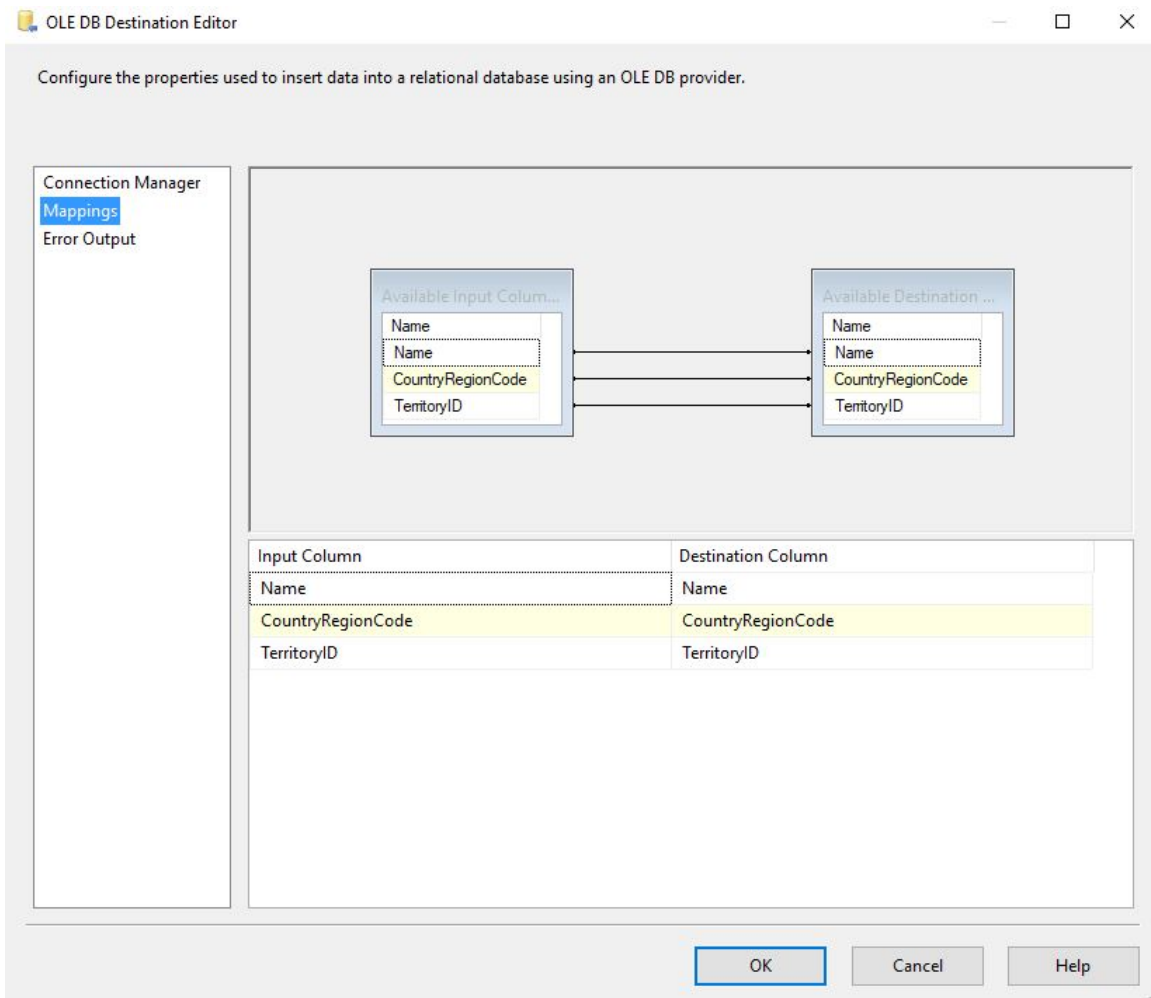 OLE DB Destination Editor
Configure the properties used to insert data into a relational database using an OLE DB provider.
Connection Manager
Mappings
Error Output
Available Input Colum... Available Destination ...
Name Name
Name Name
CountryRegionCode CountryRegionCode
TerritoryID TerritoryID
Input Column Destination Column
Name Name
CountryRegionCode CountryRegionCode
TerritoryID TerritoryID
OK Cancel Help